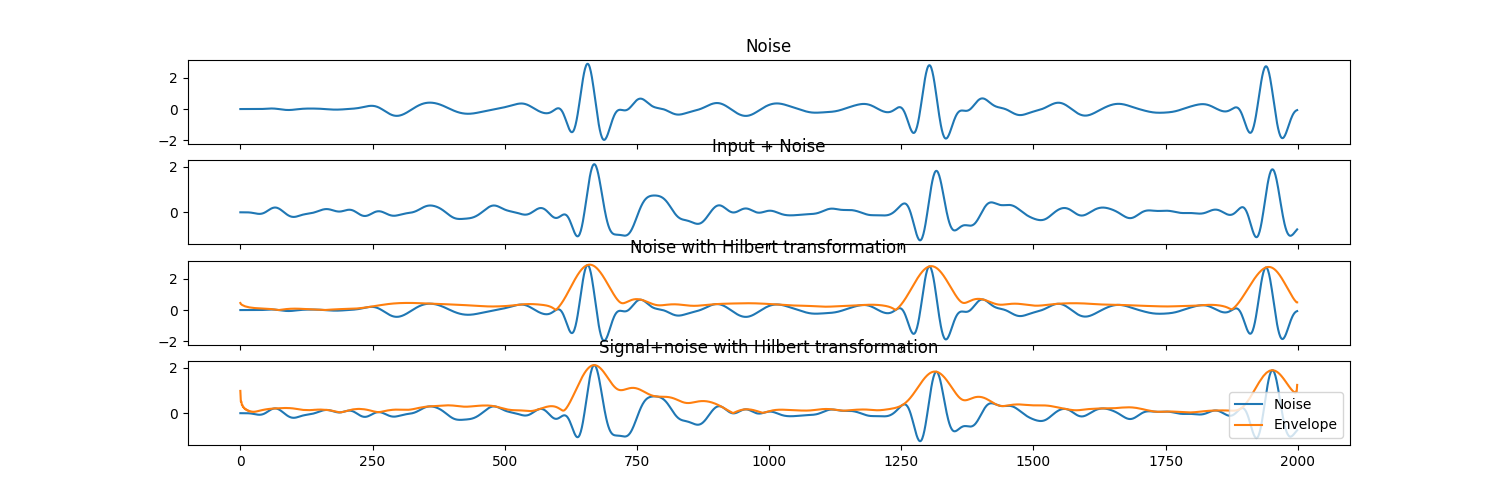 Noise
2
0
−2
Input + Noise
2
0
Noise with Hilbert transformation
2
0
−2
Signal+noise with Hilbert transformation
2
0
Noise
Envelope
0 250 500 750 1000 1250 1500 1750 2000